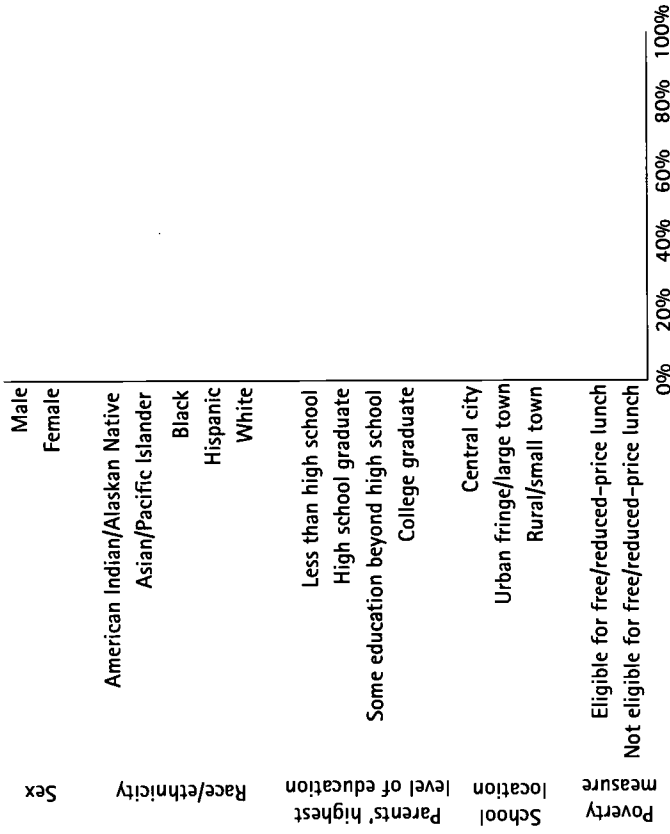 Sex
Male
Female
Race/ethnicity
American Indian/Alaskan Native
Asian/Pacific Islander
Black
Hispanic
White
Parents' highest
level of education
Less than high school
High school graduate
Some education beyond high school
College graduate
School
location
Central city
Urban fringe/large town
Rural/small town
Poverty
measure
Eligible for free/reduced-price lunch
Not eligible for free/reduced-price lunch
0% 20% 40% 60% 80% 100%